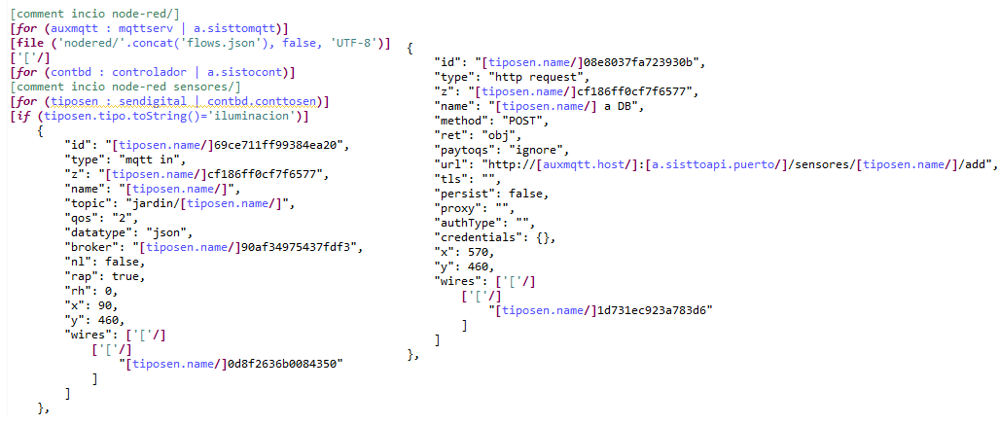 [comment incio node-red/]
[for (auxmqtt : mqttserv | a.sisttomqtt)]
[file ('nodered/'.concat('flows.json'), false, 'UTF-8')]
['['/]
[for (contbd : controlador | a.sistocont)]
[comment incio node-red sensores/]
[for (tiposen : sendigital | contbd.conttosen)]
[if (tiposen.tipo.toString()='iluminacion')]
    {
        "id": "[tiposen.name/]69ce711ff99384ea20",
        "type": "mqtt in",
        "z": "[tiposen.name/]cf186ff0cf7f6577",
        "name": "[tiposen.name/]",
        "topic": "jardin/[tiposen.name/]",
        "qos": "2",
        "datatype": "json",
        "broker": "[tiposen.name/]90af34975437fdf3",
        "nl": false,
        "rap": true,
        "rh": 0,
        "x": 90,
        "y": 460,
        "wires": ['['/]
            ['['/]
                "[tiposen.name/]0d8f2636b0084350"
            ]
        ]
    },
{
    "id": "[tiposen.name/]08e8037fa723930b",
    "type": "http request",
    "z": "[tiposen.name/]cf186ff0cf7f6577",
    "name": "[tiposen.name/] a DB",
    "method": "POST",
    "ret": "obj",
    "paytoqs": "ignore",
    "url": "http://[auxmqtt.host/]:[a.sisttoapi.puerto/]/sensores/[tiposen.name/]/add",
    "tls": "",
    "persist": false,
    "proxy": "",
    "authType": "",
    "credentials": {},
    "x": 570,
    "y": 460,
    "wires": ['['/]
        ['['/]
            "[tiposen.name/]1d731ec923a783d6"
        ]
    ]
},